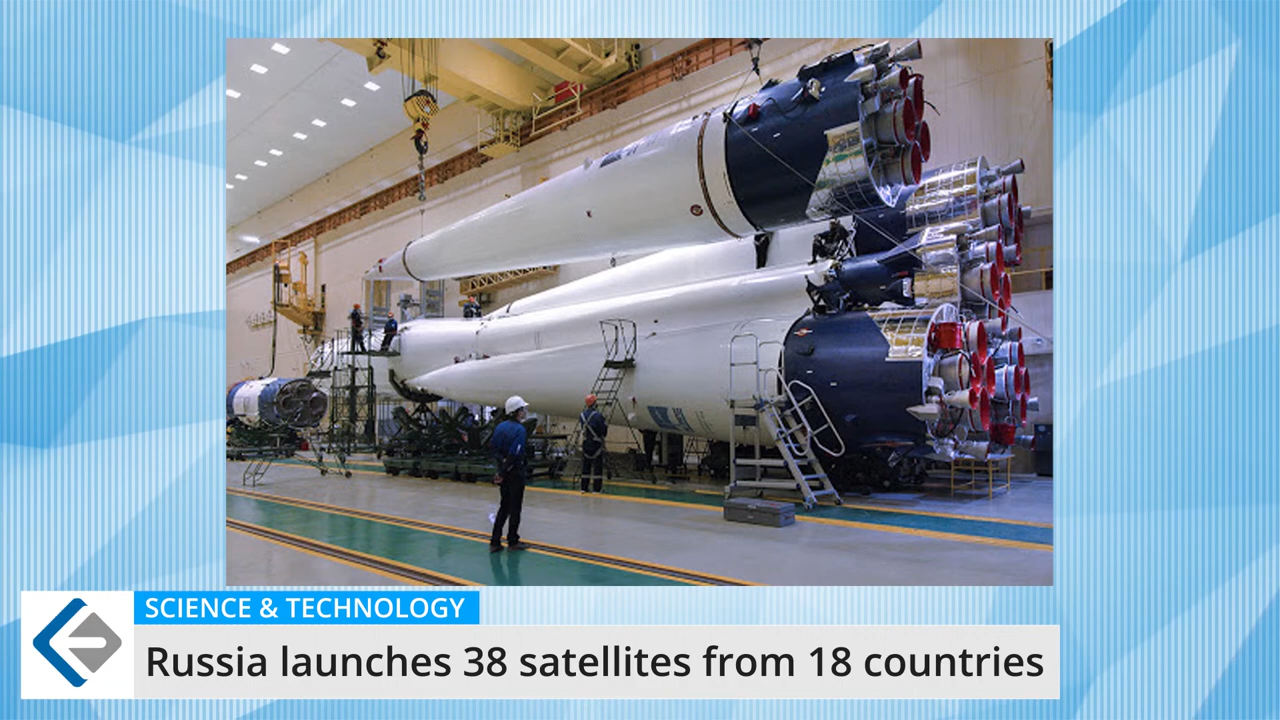 SCIENCE & TECHNOLOGY
Russia launches 38 satellites from 18 countries